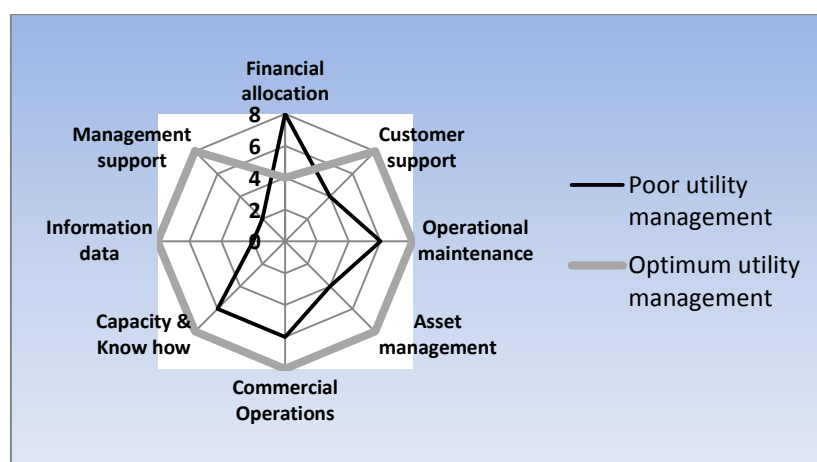 Financial
allocation
8
Management
support
Customer
support
6
4
2
0
Information
data
Operational
maintenance
Capacity &
Know how
Asset
management
Commercial
Operations
Poor utility
management
Optimum utility
management